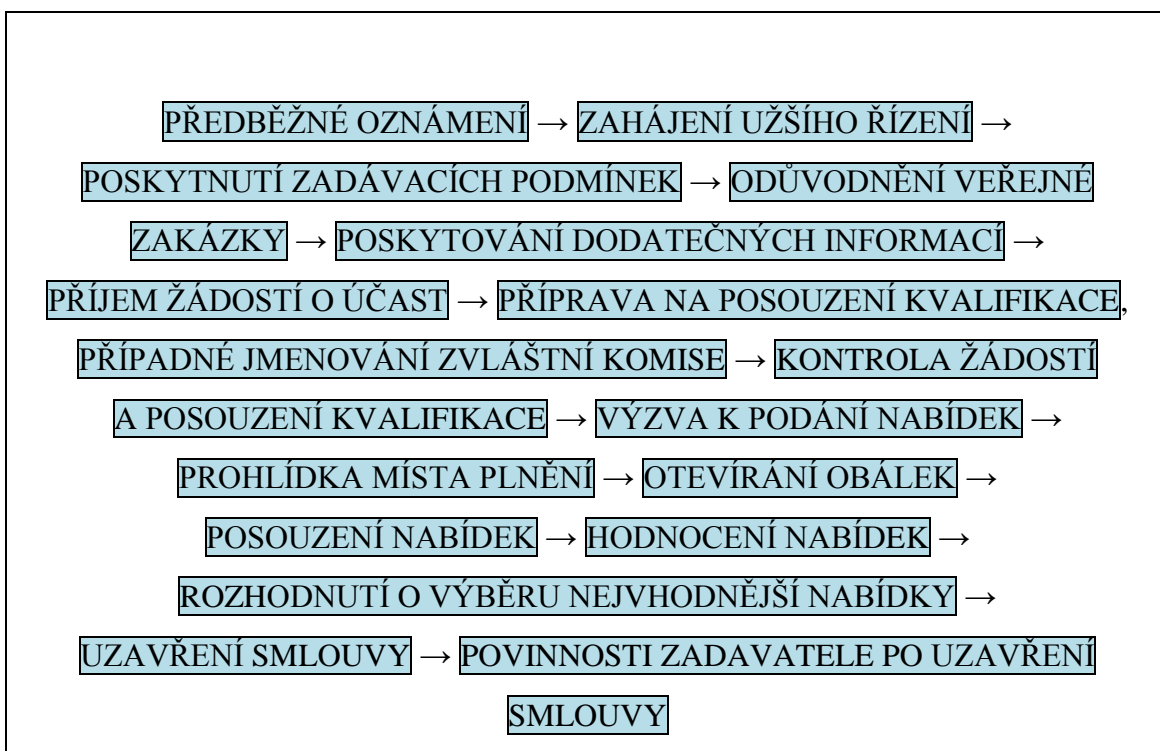 PŘEDBĚŽNÉ OZNÁMENÍ → ZAHÁJENÍ UŽŠÍHO ŘÍZENÍ →
POSKYTNUTÍ ZADÁVACÍCH PODMÍNEK → ODŮVODNĚNÍ VEŘEJNÉ
ZAKÁZKY → POSKYTOVÁNÍ DODATEČNÝCH INFORMACÍ →
PŘÍJEM ŽÁDOSTÍ O ÚČAST → PŘÍPRAVA NA POSOUZENÍ KVALIFIKACE,
PŘÍPADNÉ JMENOVÁNÍ ZVLÁŠTNÍ KOMISE → KONTROLA ŽÁDOSTÍ
A POSOUZENÍ KVALIFIKACE → VÝZVA K PODÁNÍ NABÍDEK →
PROHLÍDKA MÍSTA PLNĚNÍ → OTEVÍRÁNÍ OBÁLEK →
POSOUZENÍ NABÍDEK → HODNOCENÍ NABÍDEK →
ROZHODNUTÍ O VÝBĚRU NEJVHODNĚJŠÍ NABÍDKY →
UZAVŘENÍ SMLOUVY → POVINNOSTI ZADAVATELE PO UZAVŘENÍ
SMLOUVY